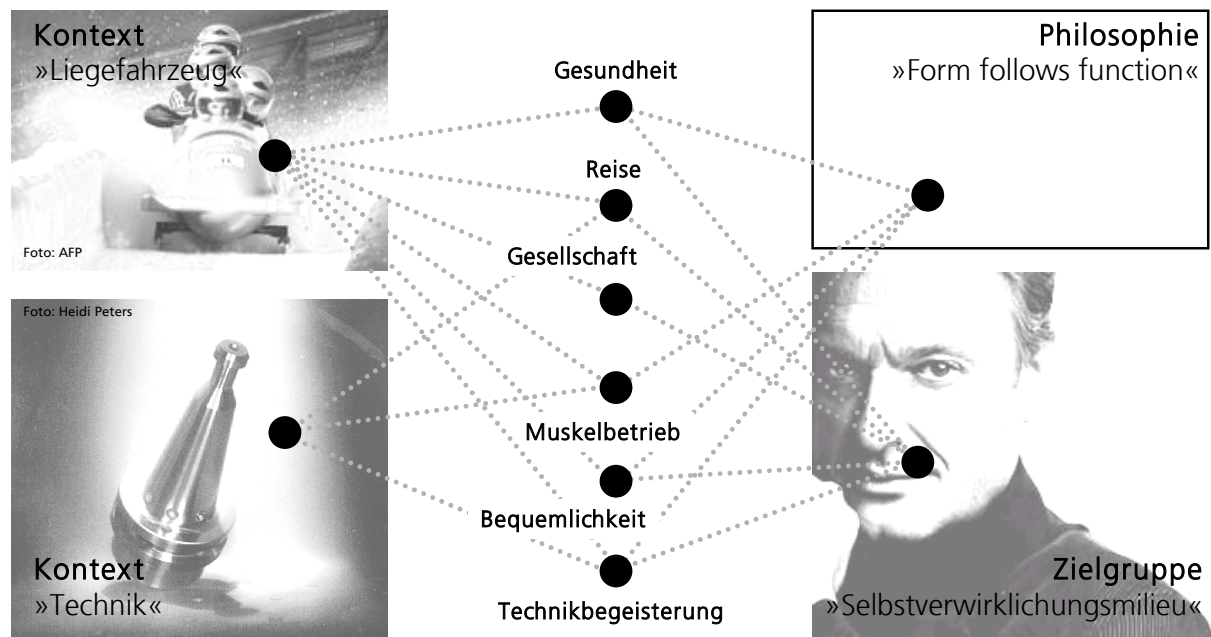 Kontext
»Liegefahrzeug«
Foto: AFP
Foto: Heidi Peters
Kontext
»Technik«
Gesundheit
Reise
Gesellschaft
Muskelbetrieb
Bequemlichkeit
Technikbegeisterung
Philosophie
»Form follows function«
Zielgruppe
»Selbstverwirklichungsmilieu«